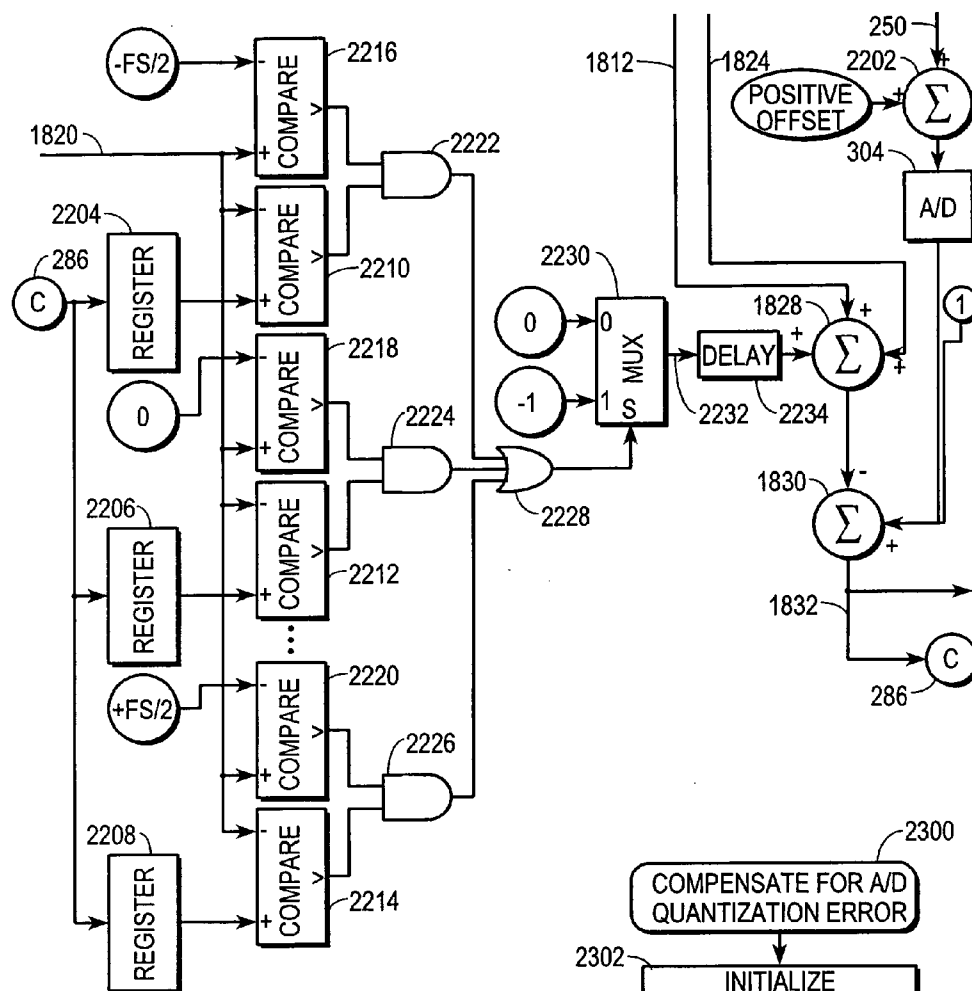 250
2216
-FS/2
-
COMPARE
>
+
1812
1824
2202
+
POSITIVE
OFFSET
+
Σ
1820
2222
304
A/D
2204
286
C
REGISTER
-
COMPARE
>
+
2210
2230
0
0
MUX
-1
1
S
DELAY
2232
2234
1828
+
+
Σ
+
1
2218
0
-
COMPARE
>
+
2224
2228
1830
-
Σ
+
2206
REGISTER
-
COMPARE
>
+
2212
1832
C
286
2220
+FS/2
-
COMPARE
>
+
2226
2208
REGISTER
-
COMPARE
>
+
2214
2300
COMPENSATE FOR A/D
QUANTIZATION ERROR
2302
INITIALIZE